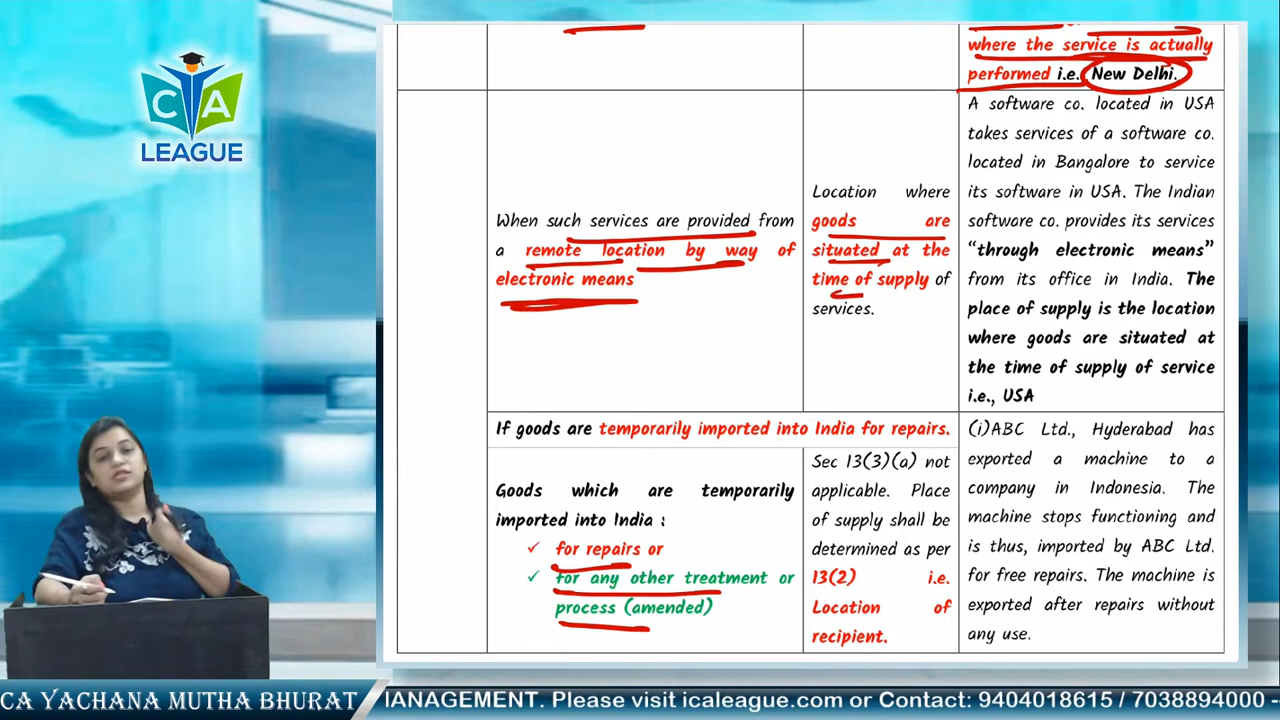 CA
LEAGUE
where the service is actually
performed i.e. New Delhi.
When such services are provided from
a remote location by way of
electronic means
Location where
goods are
situated at the
time of supply of
services.
A software co. located in USA
takes services of a software co.
located in Bangalore to service
its software in USA. The Indian
software co. provides its services
“through electronic means”
from its office in India. The
place of supply is the location
where goods are situated at
the time of supply of service
i.e., USA
If goods are temporarily imported into India for repairs.
Goods which are temporarily
imported into India :
✓ for repairs or
✓ for any other treatment or
process (amended)
Sec 13(3)(a) not
applicable. Place
of supply shall be
determined as per
13(2) i.e.
Location of
recipient.
(i)ABC Ltd., Hyderabad has
exported a machine to a
company in Indonesia. The
machine stops functioning and
is thus, imported by ABC Ltd.
for free repairs. The machine is
exported after repairs without
any use.
CA YACHANA MUTHA BHURAT
IANAGEMENT. Please visit icaleague.com or Contact: 9404018615 / 7038894000 -